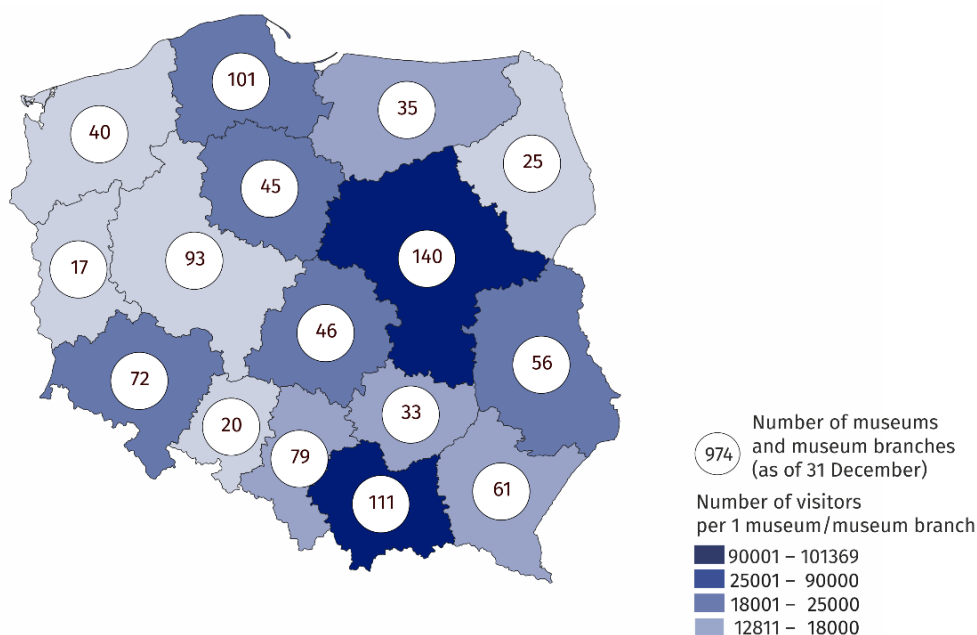 101
35
40
25
45
140
93
17
46
56
72
33
20
79
61
111
974
Number of museums
and museum branches
(as of 31 December)
Number of visitors
per 1 museum/museum branch
90001 – 101369
25001 – 90000
18001 – 25000
12811 – 18000